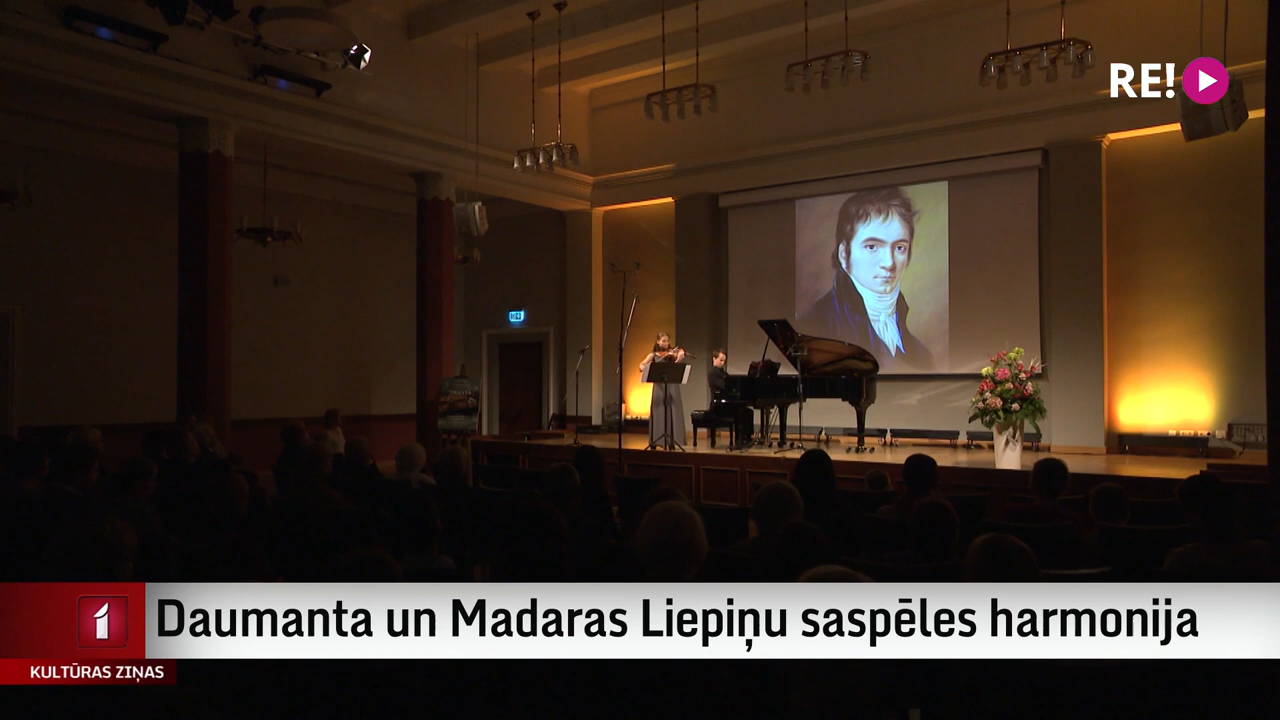 RE!
1
Daumanta un Madaras Liepiņu saspēles harmonija
KULTŪRAS ZIŅAS